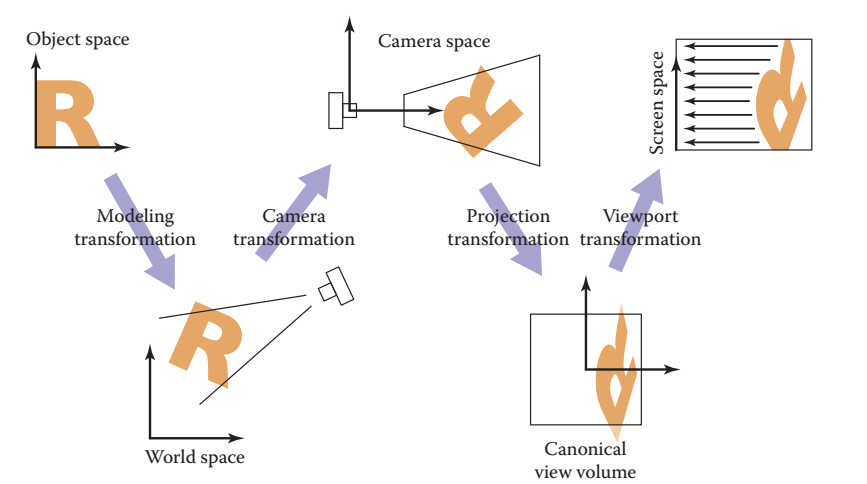 Object space
Camera space
Screen space
Modeling
transformation
Camera
transformation
Projection
transformation
Viewport
transformation
World space
Canonical
view volume
R
R
R
R
R